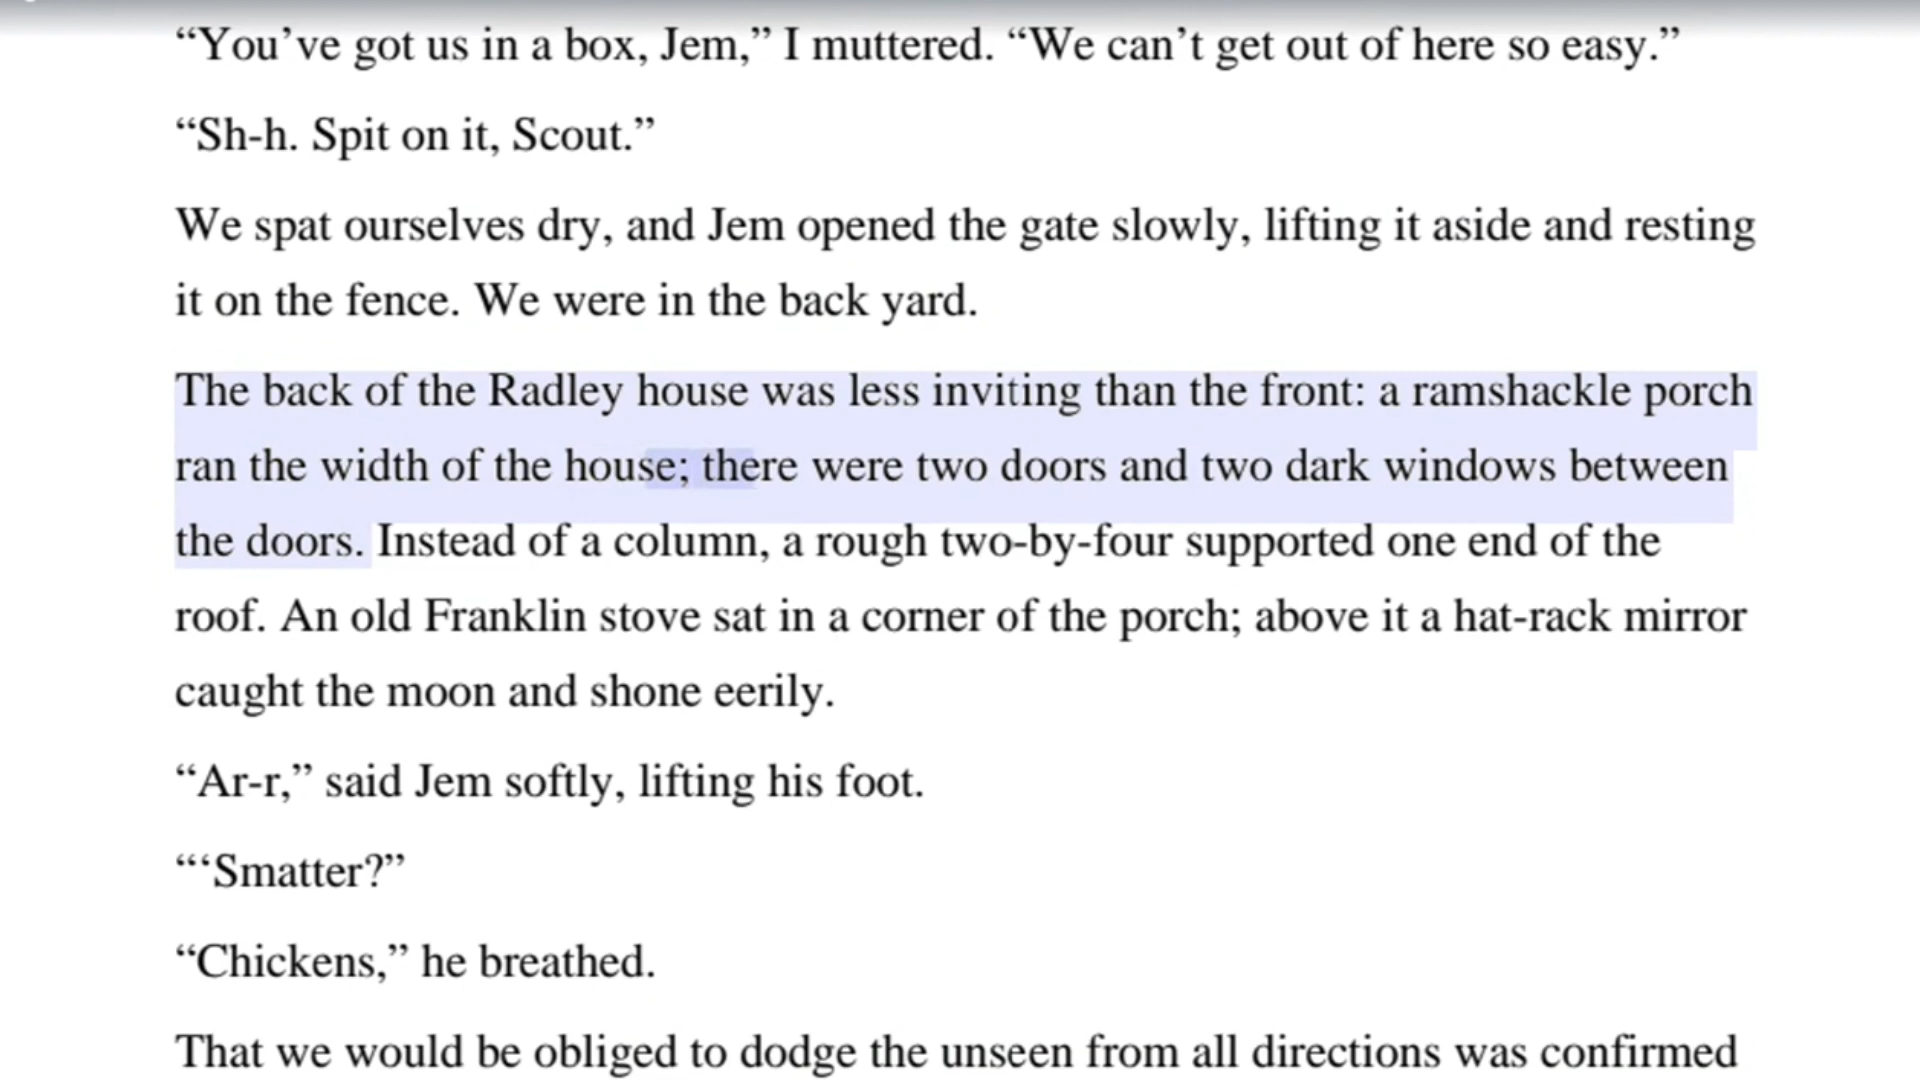 “You’ve got us in a box, Jem,” I muttered. “We can’t get out of here so easy.”
“Sh-h. Spit on it, Scout.”
We spat ourselves dry, and Jem opened the gate slowly, lifting it aside and resting
it on the fence. We were in the back yard.
The back of the Radley house was less inviting than the front: a ramshackle porch
ran the width of the house; there were two doors and two dark windows between
the doors. Instead of a column, a rough two-by-four supported one end of the
roof. An old Franklin stove sat in a corner of the porch; above it a hat-rack mirror
caught the moon and shone eerily.
“Ar-r,” said Jem softly, lifting his foot.
“‘Smatter?”
“Chickens,” he breathed.
That we would be obliged to dodge the unseen from all directions was confirmed